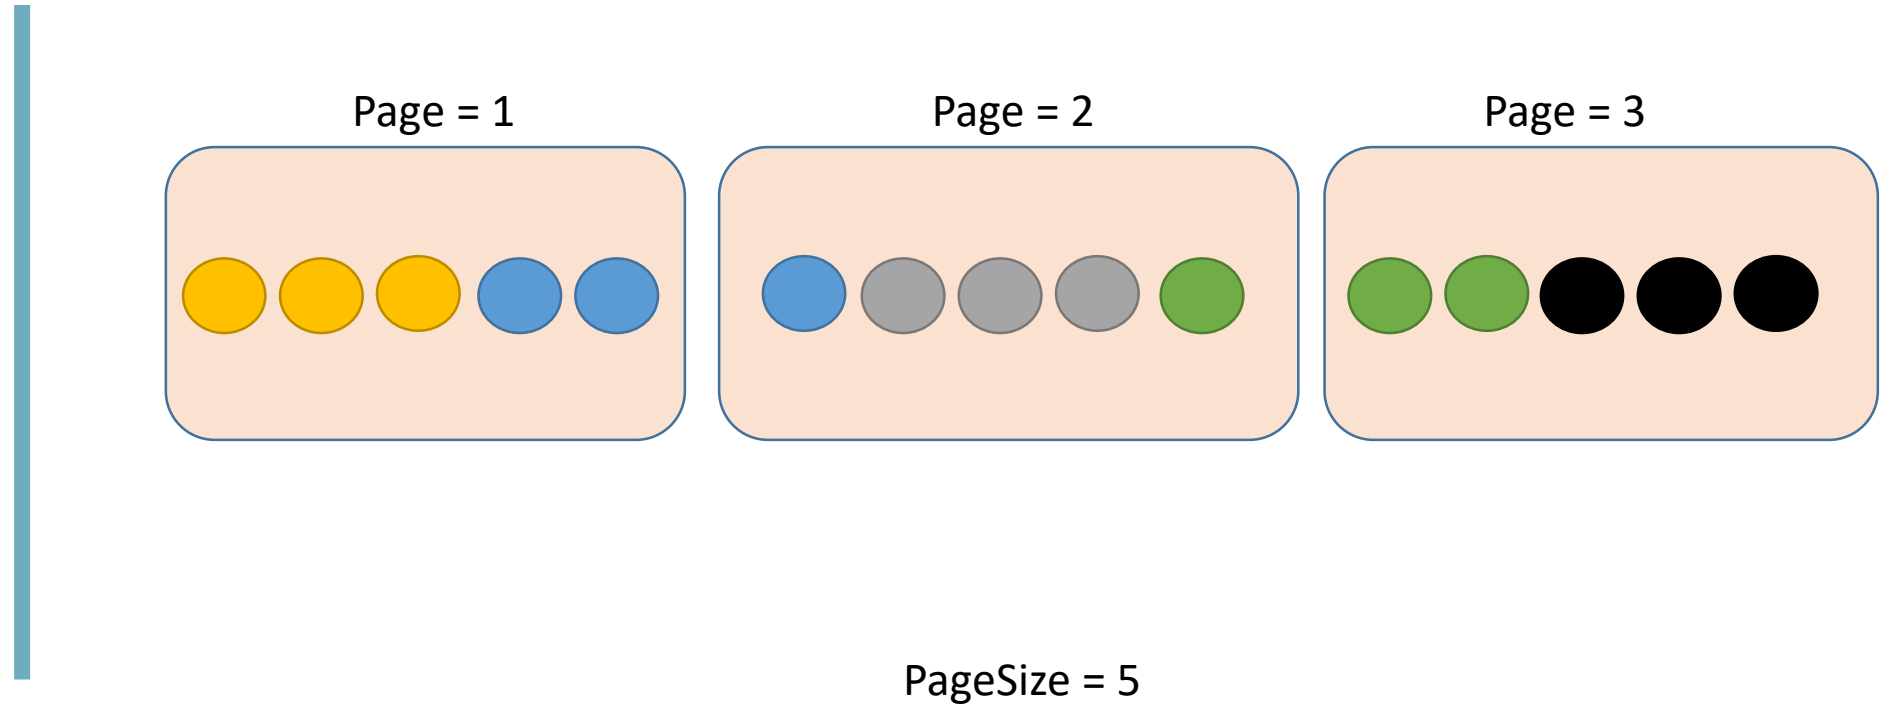 Page = 1
Page = 2
Page = 3
PageSize = 5